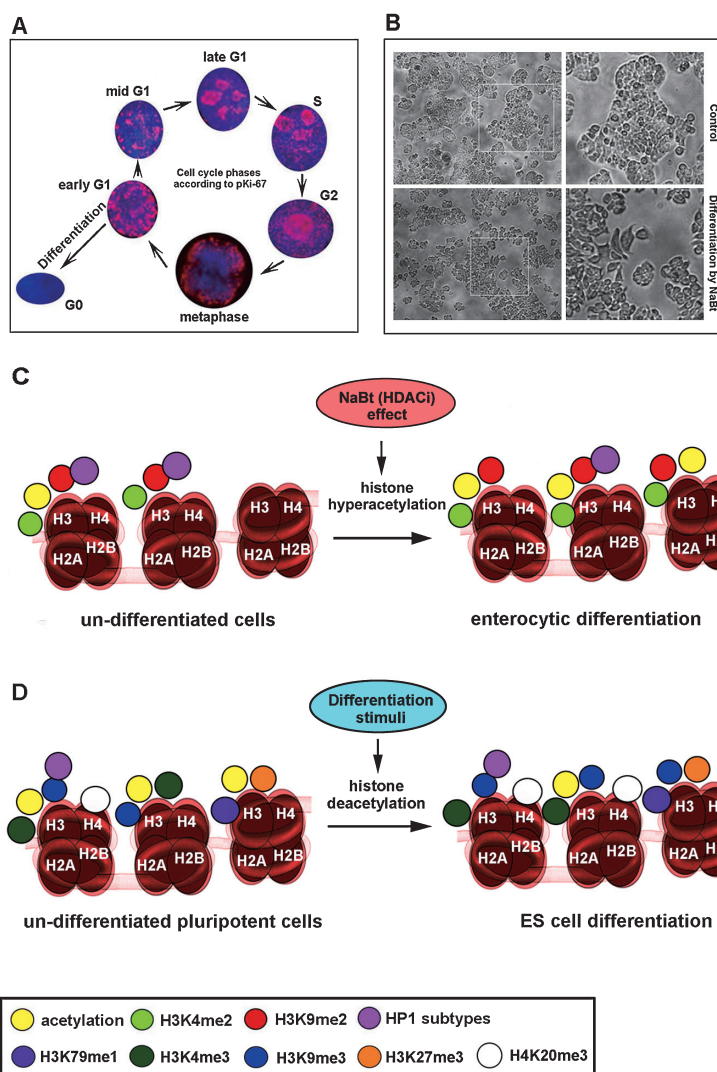 A
late G1
mid G1
S
Cell cycle phases
according to pKi-67
early G1
G2
Differentiation
G0
metaphase
B
Control
Differentiation by NaBt
C
NaBt (HDACi)
effect
histone
hyperacetylation
H3 H4
H2A H2B
H3 H4
H2A H2B
H3 H4
H2A H2B
H3 H4
H2A H2B
H3 H4
H2A H2B
H3 H
H2A H
un-differentiated cells
enterocytic differentiation
D
Differentiation
stimuli
histone
deacetylation
H3 H4
H2A H2B
H3 H4
H2A H2B
H3 H4
H2A H2B
H3 H4
H2A H2B
H3 H4
H2A H2B
H3 H
H2A H
un-differentiated pluripotent cells
ES cell differentiation
acetylation H3K4me2 H3K9me2 HP1 subtypes
H3K79me1 H3K4me3 H3K9me3 H3K27me3 H4K20me3